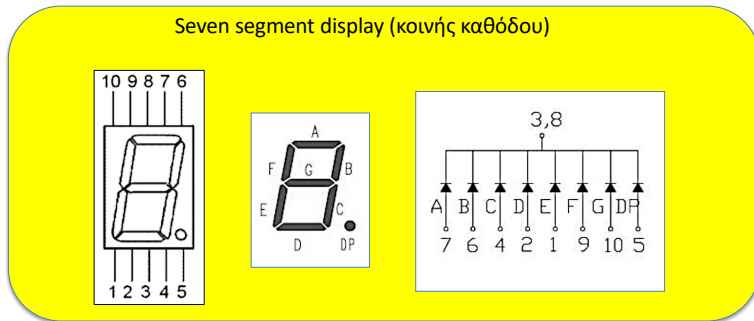 Seven segment display (κοινής καθόδου)
10 9 8 7 6
1 2 3 4 5
A
F G B
E C
D DP
3,8
A B C D E F G DP
7 6 4 2 1 9 10 5